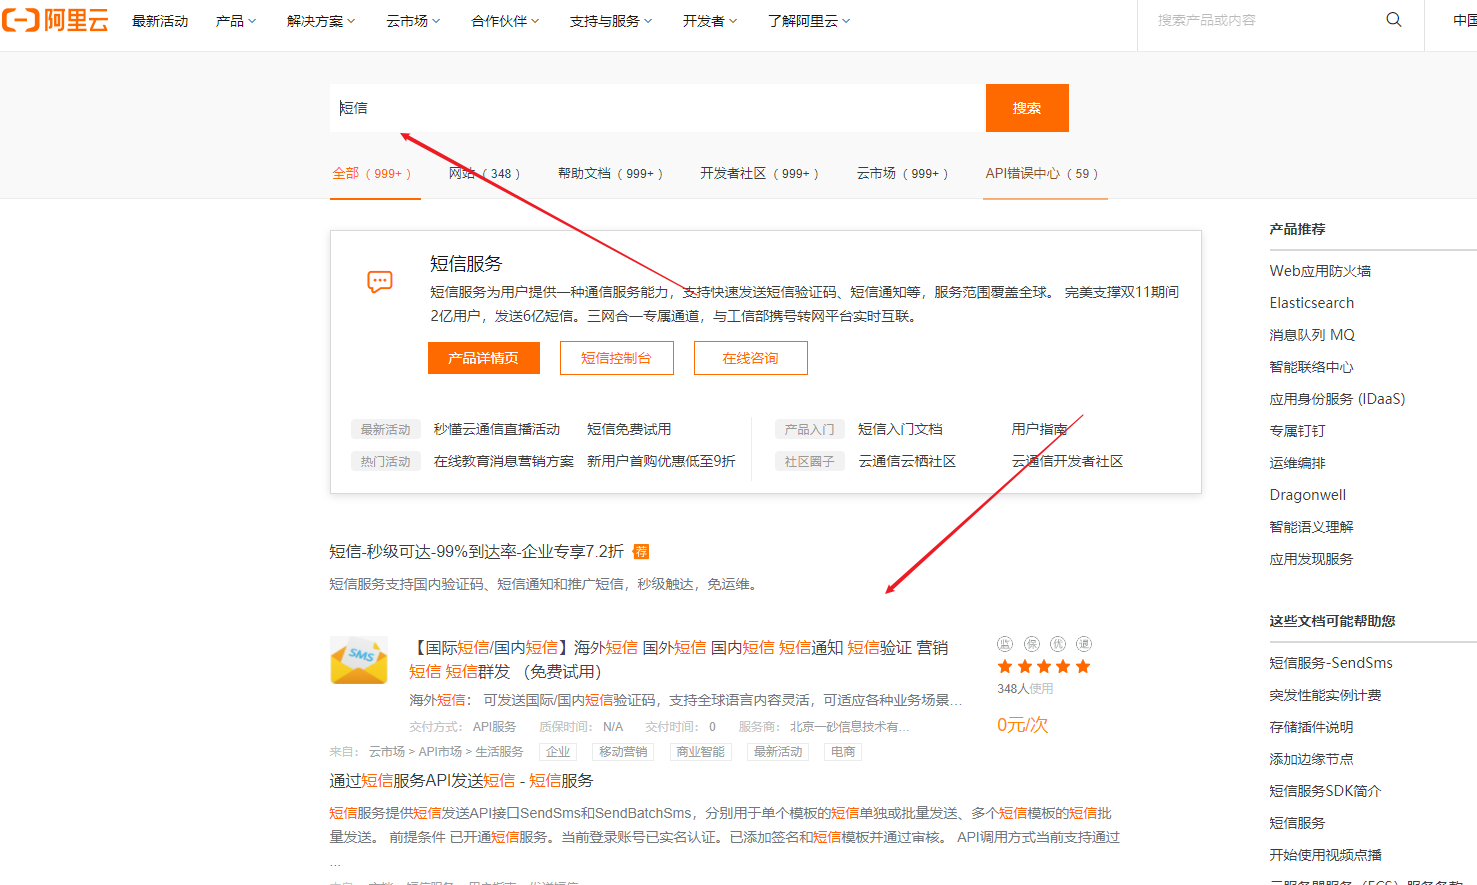 阿里云 最新活动 产品 解决方案 云市场 合作伙伴 支持与服务 开发者 了解阿里云 搜索产品或内容 中国
短信 搜索
全部（999+） 网站（348） 帮助文档（999+） 开发者社区（999+） 云市场（999+） API错误中心（59）
短信服务
短信服务为用户提供一种通信服务能力，支持快速发送短信验证码、短信通知等，服务范围覆盖全球。 完美支撑双11期间
2亿用户，发送6亿短信。三网合一专属通道，与工信部携号转网平台实时互联。
产品详情页 短信控制台 在线咨询
最新活动 秒懂云通信直播活动 短信免费试用 产品入门 短信入门文档 用户指南
热门活动 在线教育消息营销方案 新用户首购优惠低至9折 社区圈子 云通信云栖社区 云通信开发者社区
短信-秒级可达-99%到达率-企业专享7.2折 荐
短信服务支持国内验证码、短信通知和推广短信，秒级触达，免运维。
SMS
【国际短信/国内短信】海外短信 国外短信 国内短信 短信通知 短信验证 营销
短信 短信群发 （免费试用）
海外短信： 可发送国际/国内短信验证码，支持全球语言内容灵活，可适应各种业务场景...
交付方式： API服务 质保时间： N/A 交付时间： 0 服务商： 北京一砂信息技术有...
监 保 优 退
348人使用
0元/次
来自： 云市场 > API市场 > 生活服务 企业 移动营销 商业智能 最新活动 电商
通过短信服务API发送短信 - 短信服务
短信服务提供短信发送API接口SendSms和SendBatchSms，分别用于单个模板的短信单独或批量发送、多个短信模板的短信批
量发送。 前提条件 已开通短信服务。当前登录账号已实名认证。已添加签名和短信模板并通过审核。 API调用方式当前支持通过
...
产品推荐
Web应用防火墙
Elasticsearch
消息队列 MQ
智能联络中心
应用身份服务 (IDaaS)
专属钉钉
运维编排
Dragonwell
智能语义理解
应用发现服务
这些文档可能帮助您
短信服务-SendSms
突发性能实例计费
存储插件说明
添加边缘节点
短信服务SDK简介
短信服务
开始使用视频点播